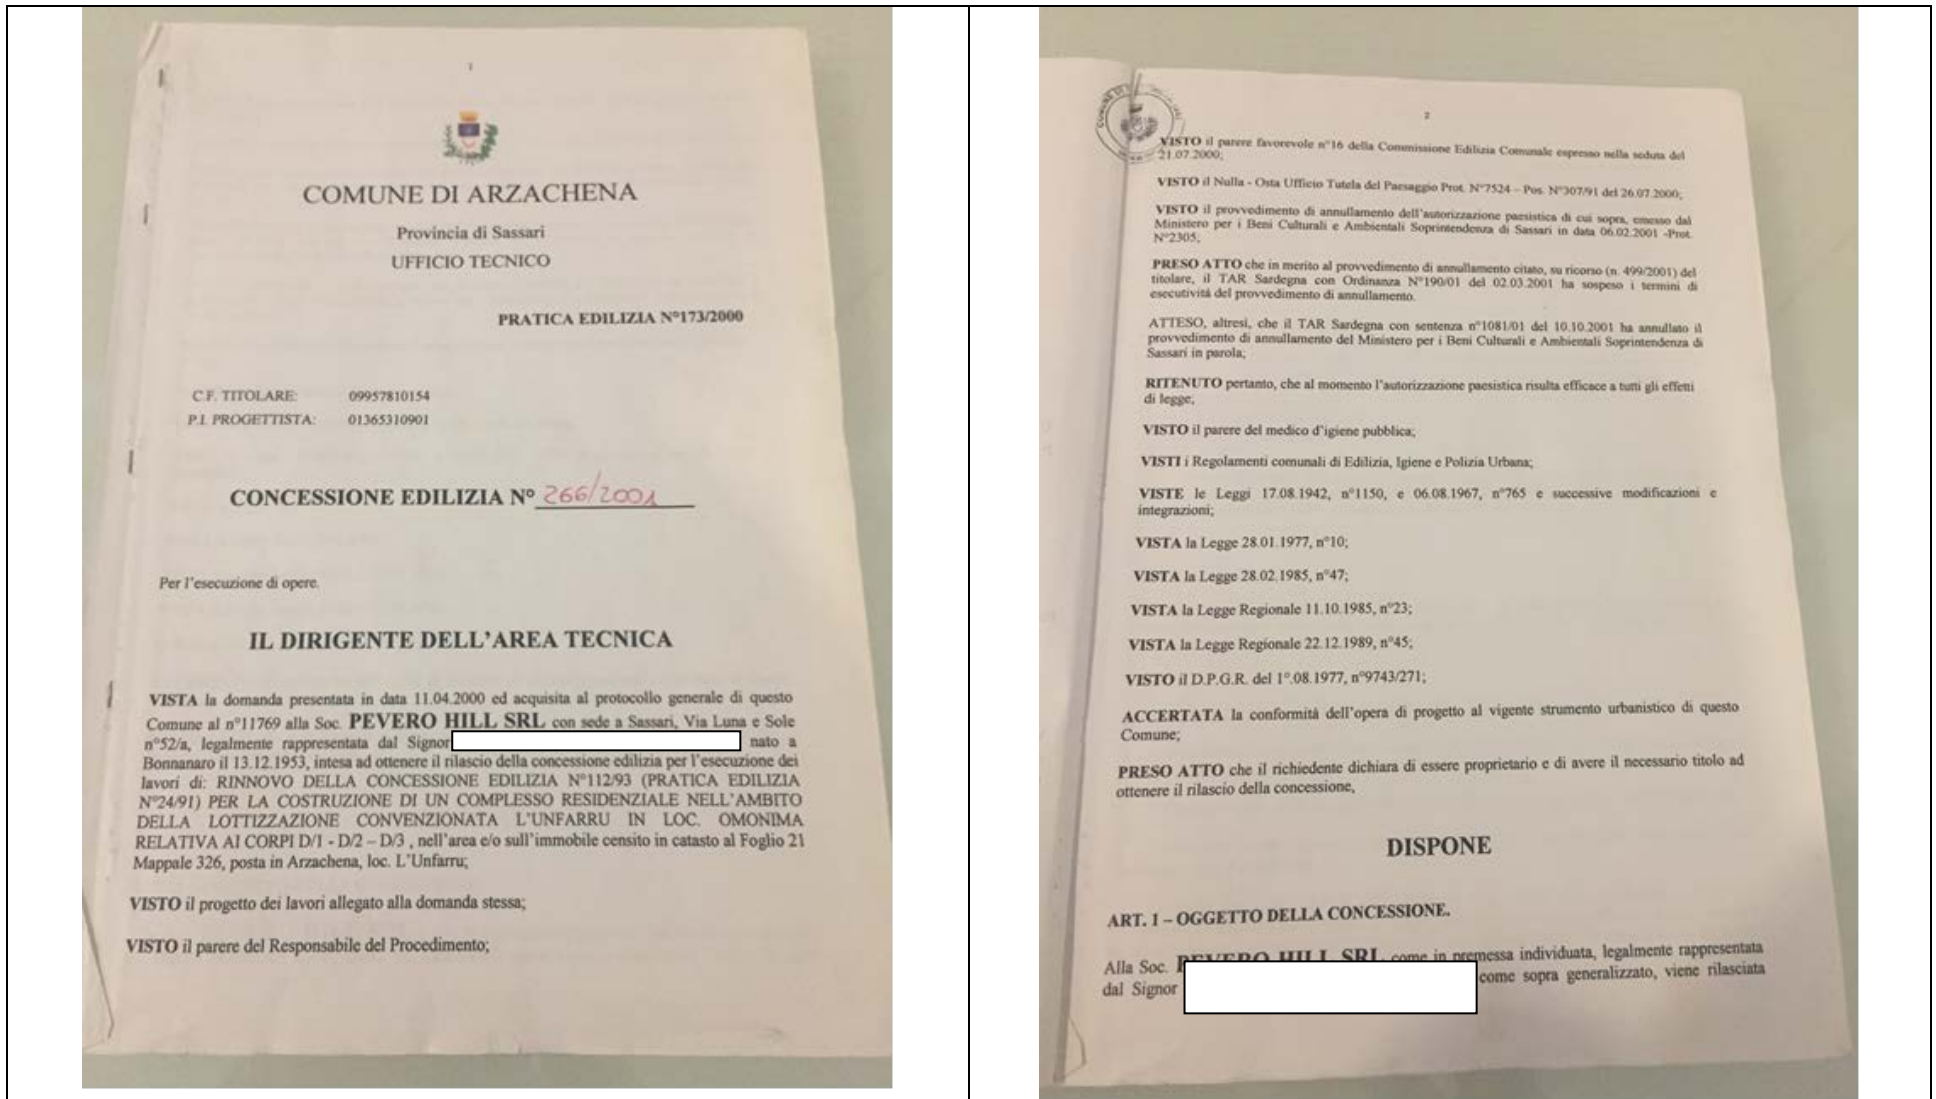 1
COMUNE DI ARZACHENA
Provincia di Sassari
UFFICIO TECNICO
PRATICA EDILIZIA N°173/2000
C.F. TITOLARE: 09957810154
P.I. PROGETTISTA: 01365310901
CONCESSIONE EDILIZIA N° 266/2001
Per l'esecuzione di opere.
IL DIRIGENTE DELL'AREA TECNICA
VISTA la domanda presentata in data 11.04.2000 ed acquisita al protocollo generale di questo
Comune al n°11769 alla Soc. PEVERO HILL SRL con sede a Sassari, Via Luna e Sole
n°52/a, legalmente rappresentata dal Signor nato a
Bonnanaro il 13.12.1953, intesa ad ottenere il rilascio della concessione edilizia per l'esecuzione dei
lavori di: RINNOVO DELLA CONCESSIONE EDILIZIA N°112/93 (PRATICA EDILIZIA
N°24/91) PER LA COSTRUZIONE DI UN COMPLESSO RESIDENZIALE NELL'AMBITO
DELLA LOTTIZZAZIONE CONVENZIONATA L'UNFARRU IN LOC. OMONIMA
RELATIVA AI CORPI D/1 - D/2 – D/3 , nell'area e/o sull'immobile censito in catasto al Foglio 21
Mappale 326, posta in Arzachena, loc. L'Unfarru;
VISTO il progetto dei lavori allegato alla domanda stessa;
VISTO il parere del Responsabile del Procedimento;
2
COMUNE DI
VISTO il parere favorevole n°16 della Commissione Edilizia Comunale espresso nella seduta del
21.07.2000;
VISTO il Nulla - Osta Ufficio Tutela del Paesaggio Prot. N°7524 – Pos. N°307/91 del 26.07.2000;
VISTO il provvedimento di annullamento dell'autorizzazione paesistica di cui sopra, emesso dal
Ministero per i Beni Culturali e Ambientali Soprintendenza di Sassari in data 06.02.2001 -Prot.
N°2305;
PRESO ATTO che in merito al provvedimento di annullamento citato, su ricorso (n. 499/2001) del
titolare, il TAR Sardegna con Ordinanza N°190/01 del 02.03.2001 ha sospeso i termini di
esecutività del provvedimento di annullamento.
ATTESO, altresì, che il TAR Sardegna con sentenza n°1081/01 del 10.10.2001 ha annullato il
provvedimento di annullamento del Ministero per i Beni Culturali e Ambientali Soprintendenza di
Sassari in parola;
RITENUTO pertanto, che al momento l'autorizzazione paesistica risulta efficace a tutti gli effetti
di legge;
VISTO il parere del medico d'igiene pubblica;
VISTI i Regolamenti comunali di Edilizia, Igiene e Polizia Urbana;
VISTE le Leggi 17.08.1942, n°1150, e 06.08.1967, n°765 e successive modificazioni e
integrazioni;
VISTA la Legge 28.01.1977, n°10;
VISTA la Legge 28.02.1985, n°47;
VISTA la Legge Regionale 11.10.1985, n°23;
VISTA la Legge Regionale 22.12.1989, n°45;
VISTO il D.P.G.R. del 1°.08.1977, n°9743/271;
ACCERTATA la conformità dell'opera di progetto al vigente strumento urbanistico di questo
Comune;
PRESO ATTO che il richiedente dichiara di essere proprietario e di avere il necessario titolo ad
ottenere il rilascio della concessione,
DISPONE
ART. 1 – OGGETTO DELLA CONCESSIONE.
Alla Soc. PEVERO HILL SRL come in premessa individuata, legalmente rappresentata
dal Signor come sopra generalizzato, viene rilasciata